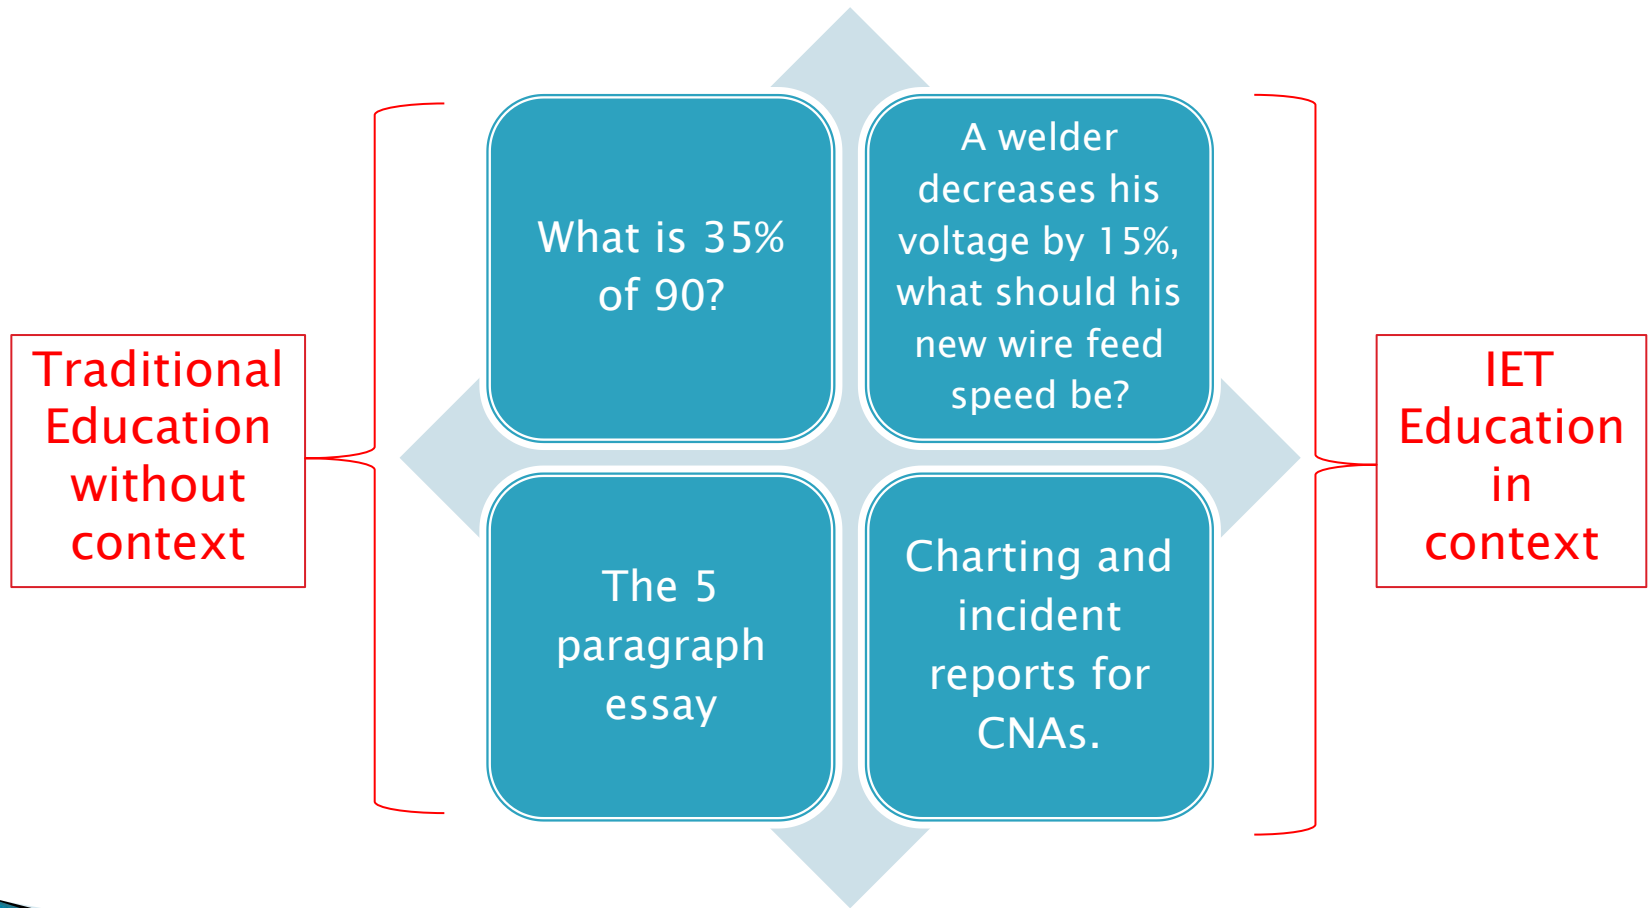 Traditional
Education
without
context
What is 35%
of 90?
A welder
decreases his
voltage by 15%,
what should his
new wire feed
speed be?
The 5
paragraph
essay
Charting and
incident
reports for
CNAs.
IET
Education
in
context